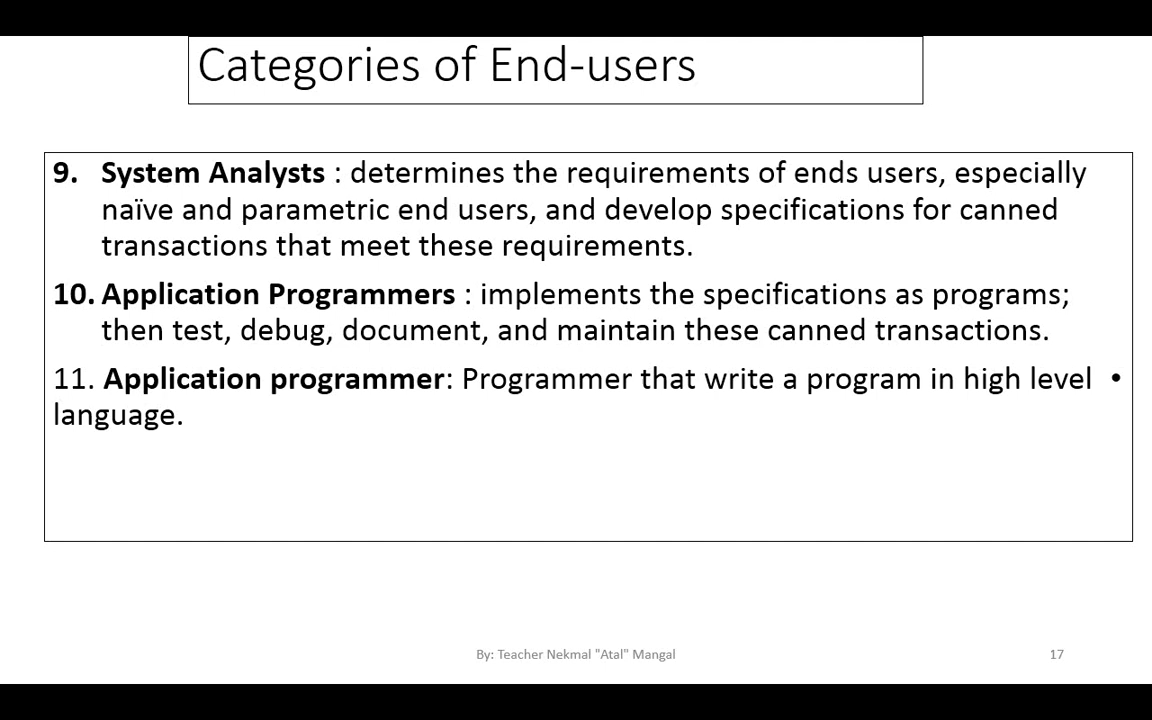 Categories of End-users
9. System Analysts : determines the requirements of ends users, especially
naïve and parametric end users, and develop specifications for canned
transactions that meet these requirements.
10. Application Programmers : implements the specifications as programs;
then test, debug, document, and maintain these canned transactions.
11. Application programmer: Programmer that write a program in high level •
language.
By: Teacher Nekmal "Atal" Mangal
17